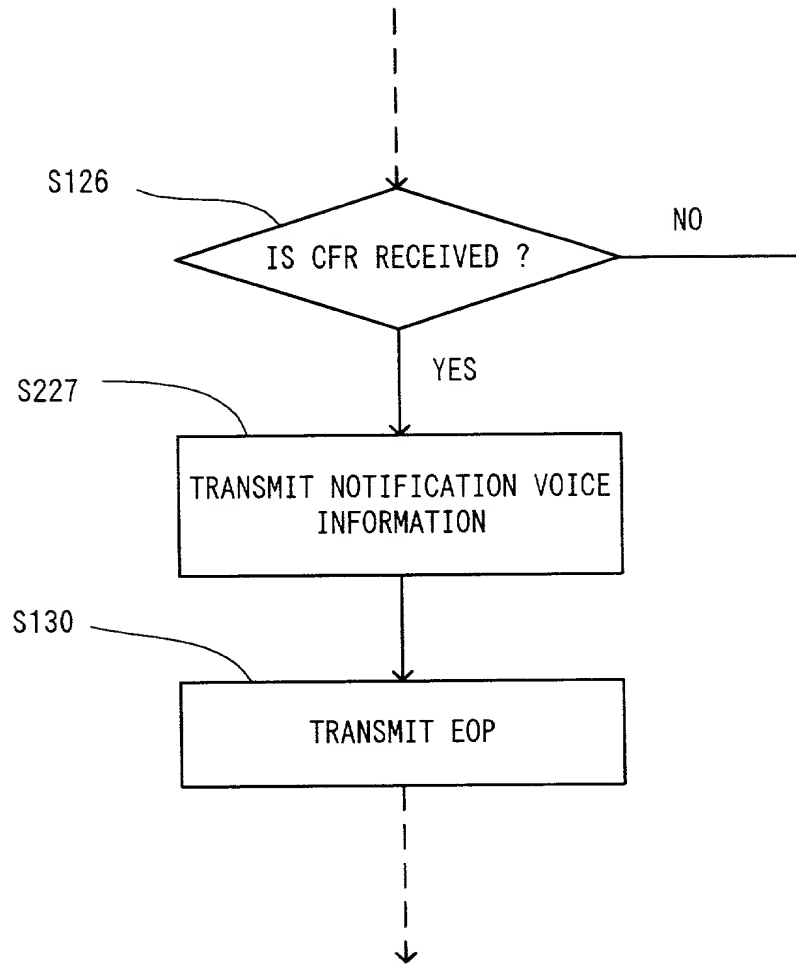 S126
IS CFR RECEIVED ?
NO
YES
S227
TRANSMIT NOTIFICATION VOICE
INFORMATION
S130
TRANSMIT EOP